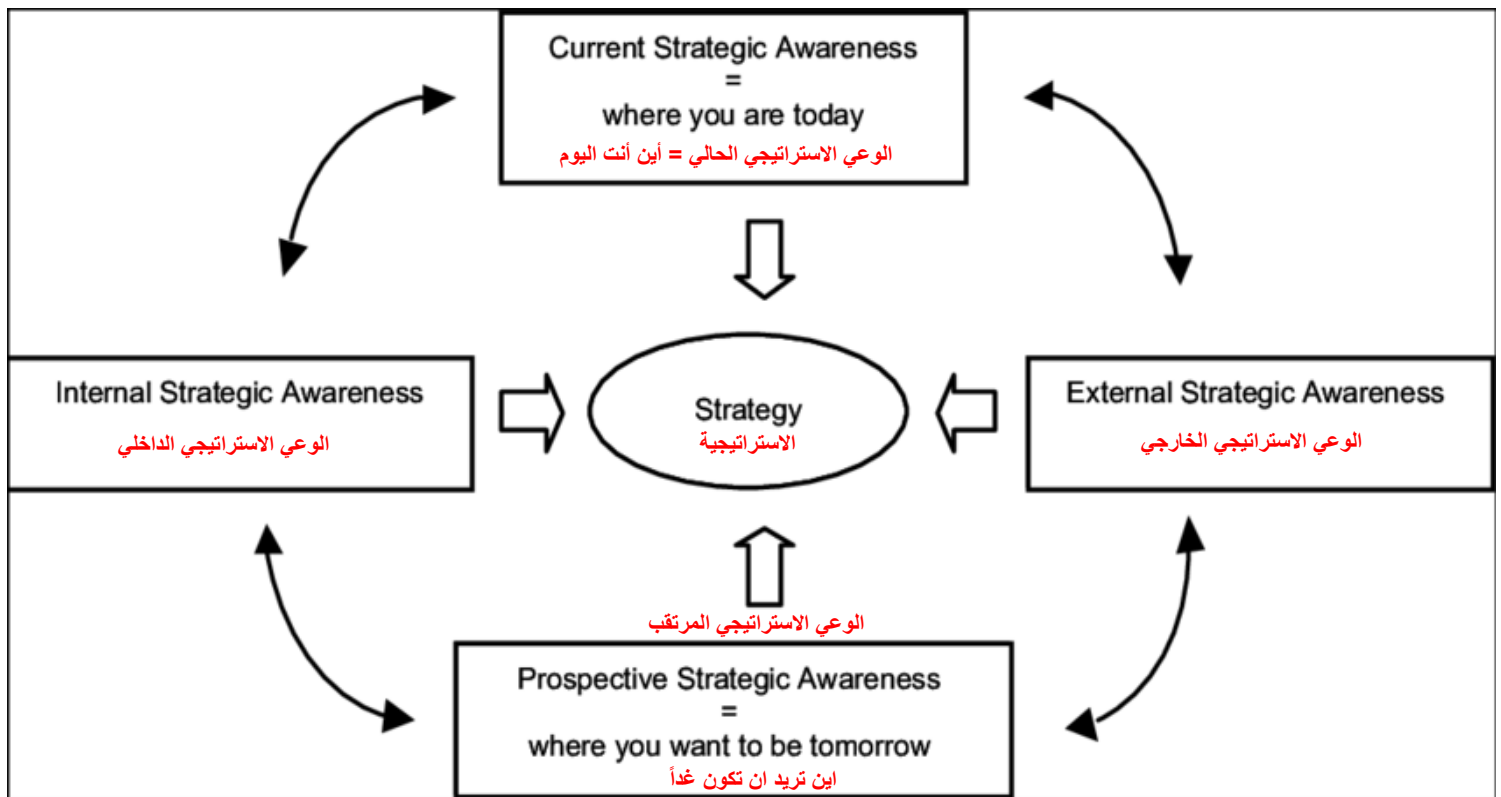 Current Strategic Awareness
=
where you are today
الوعي الاستراتيجي الحالي = أين أنت اليوم
Internal Strategic Awareness
الوعي الاستراتيجي الداخلي
Strategy
الاستراتيجية
External Strategic Awareness
الوعي الاستراتيجي الخارجي
الوعي الاستراتيجي المرتقب
Prospective Strategic Awareness
=
where you want to be tomorrow
اين تريد ان تكون غداً